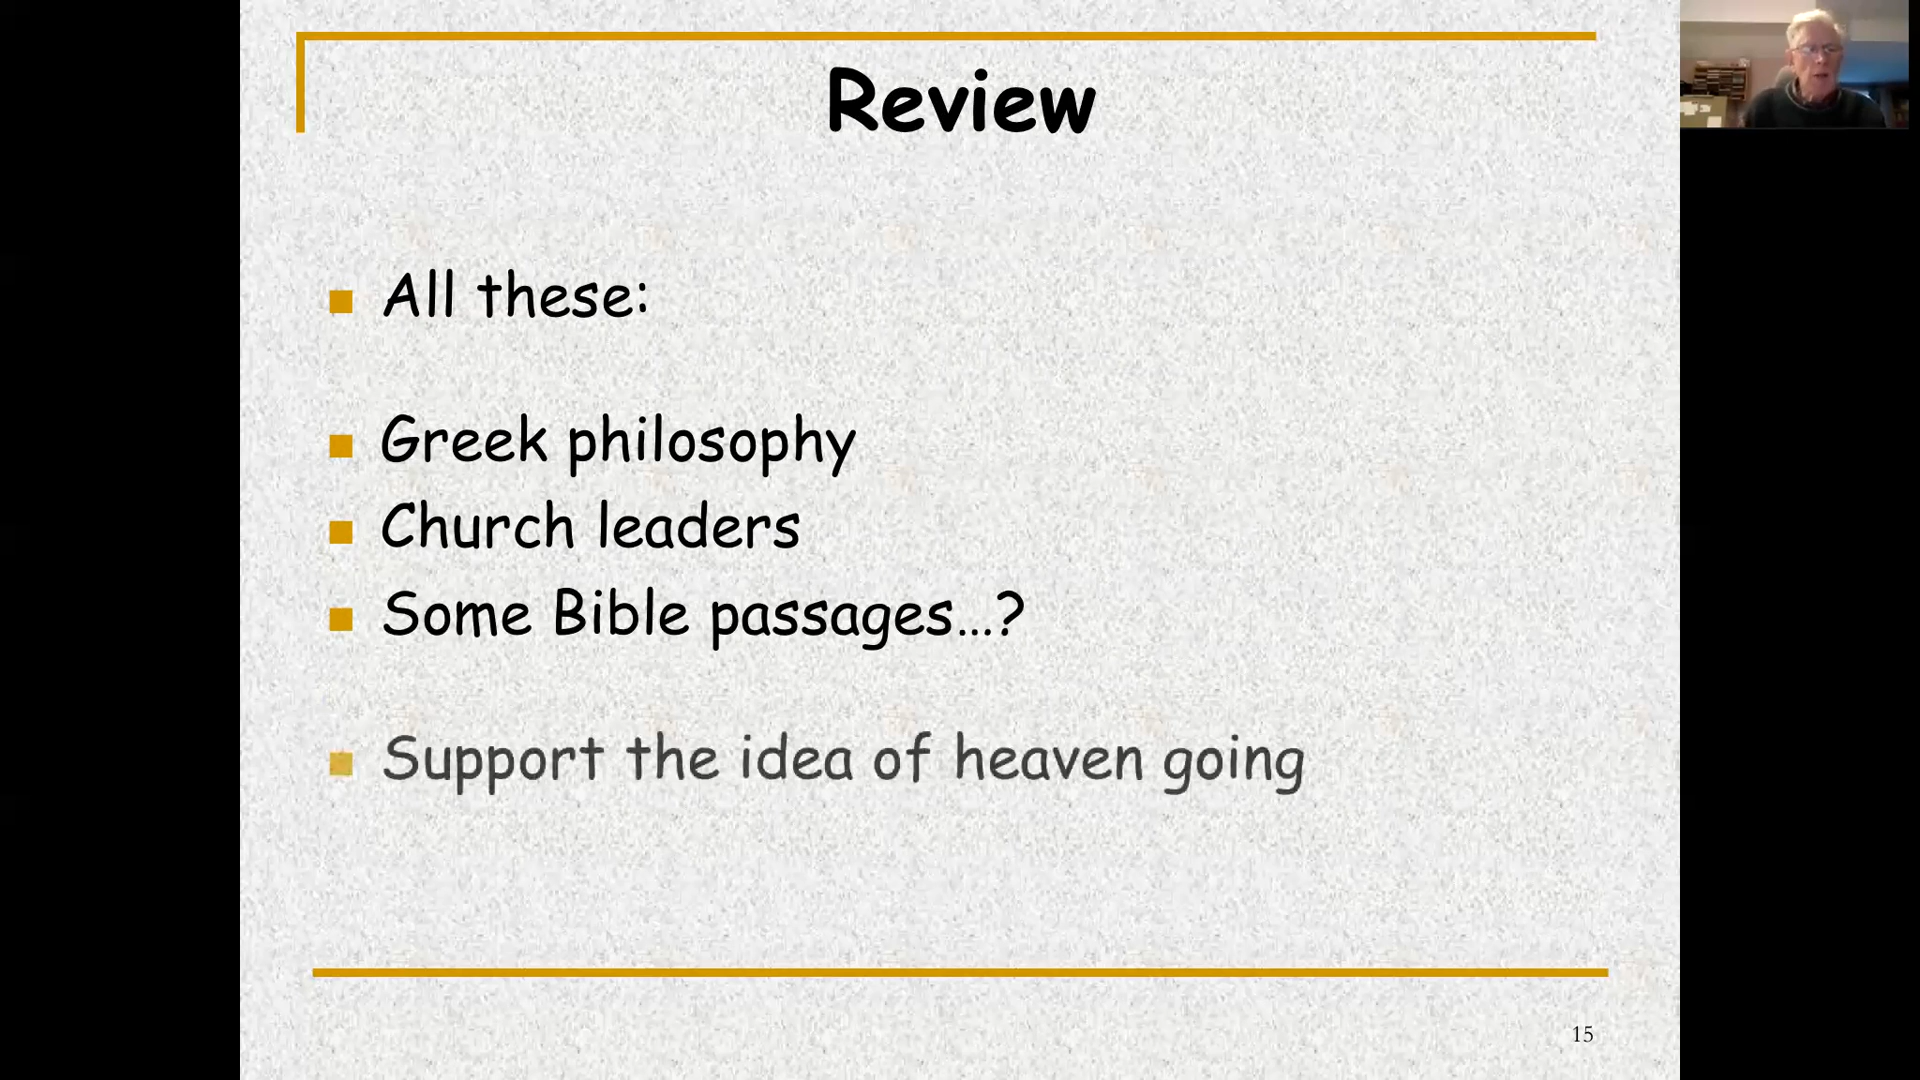 Review
All these:
Greek philosophy
Church leaders
Some Bible passages…?
Support the idea of heaven going
15